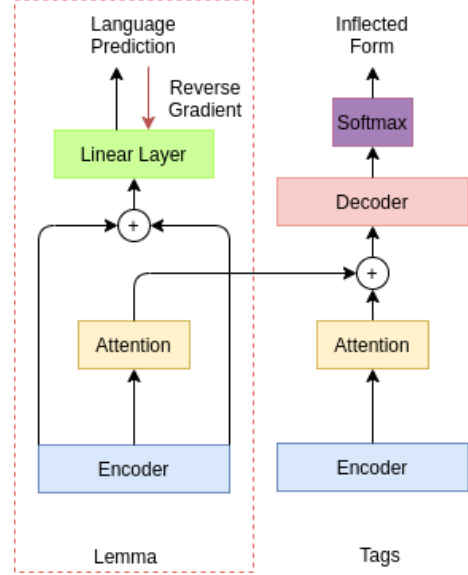 Language
Prediction
Reverse
Gradient
Linear Layer
+
Attention
Encoder
Lemma
Inflected
Form
Softmax
Decoder
+
Attention
Encoder
Tags